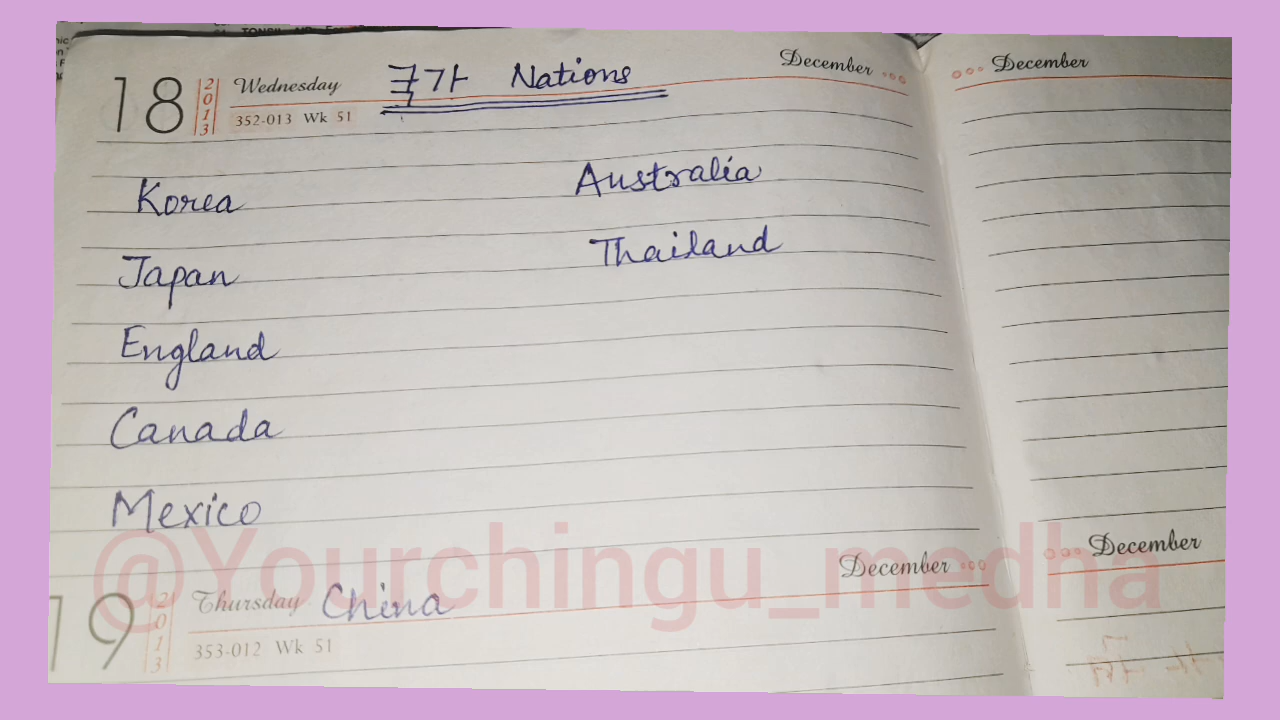 18 2013 Wednesday 국가 Nations December
352-013 Wk 51
Korea Australia
Japan Thailand
England
Canada
Mexico
19 2013 Thursday China December
353-012 Wk 51
December
December
@Yourchingu_medha